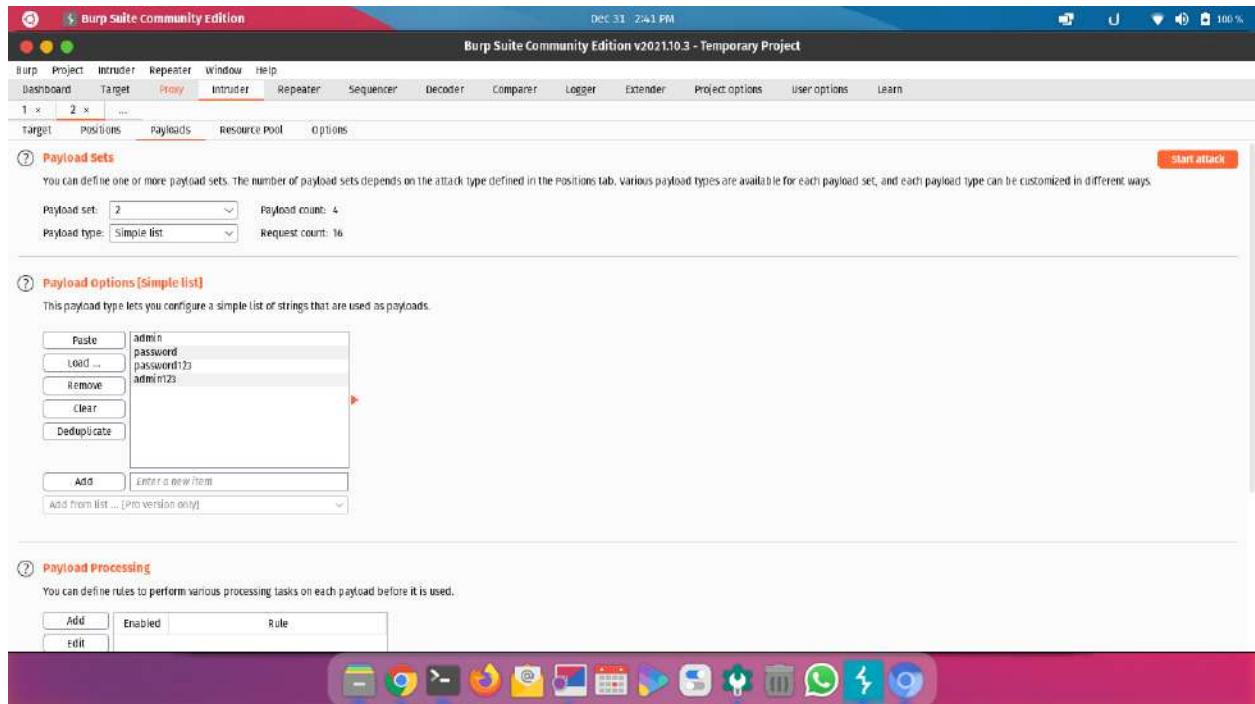 Burp Suite Community Edition
Dec 31 2:41 PM
100 %
Burp Suite Community Edition v2021.10.3 - Temporary Project
Burp Project Intruder Repeater Window Help
Dashboard Target Proxy Intruder Repeater Sequencer Decoder Comparer Logger Extender Project options User options Learn
1 × 2 × ...
Target Positions Payloads Resource Pool Options
? Payload Sets
Start attack
You can define one or more payload sets. The number of payload sets depends on the attack type defined in the Positions tab. Various payload types are available for each payload set, and each payload type can be customized in different ways.
Payload set: 2 Payload count: 4
Payload type: Simple list Request count: 16
? Payload Options [Simple list]
This payload type lets you configure a simple list of strings that are used as payloads.
Paste
Load ...
Remove
Clear
Deduplicate
admin
password
password123
admin123
Add Enter a new item
Add from list ... [Pro version only]
? Payload Processing
You can define rules to perform various processing tasks on each payload before it is used.
Add Enabled Rule
Edit